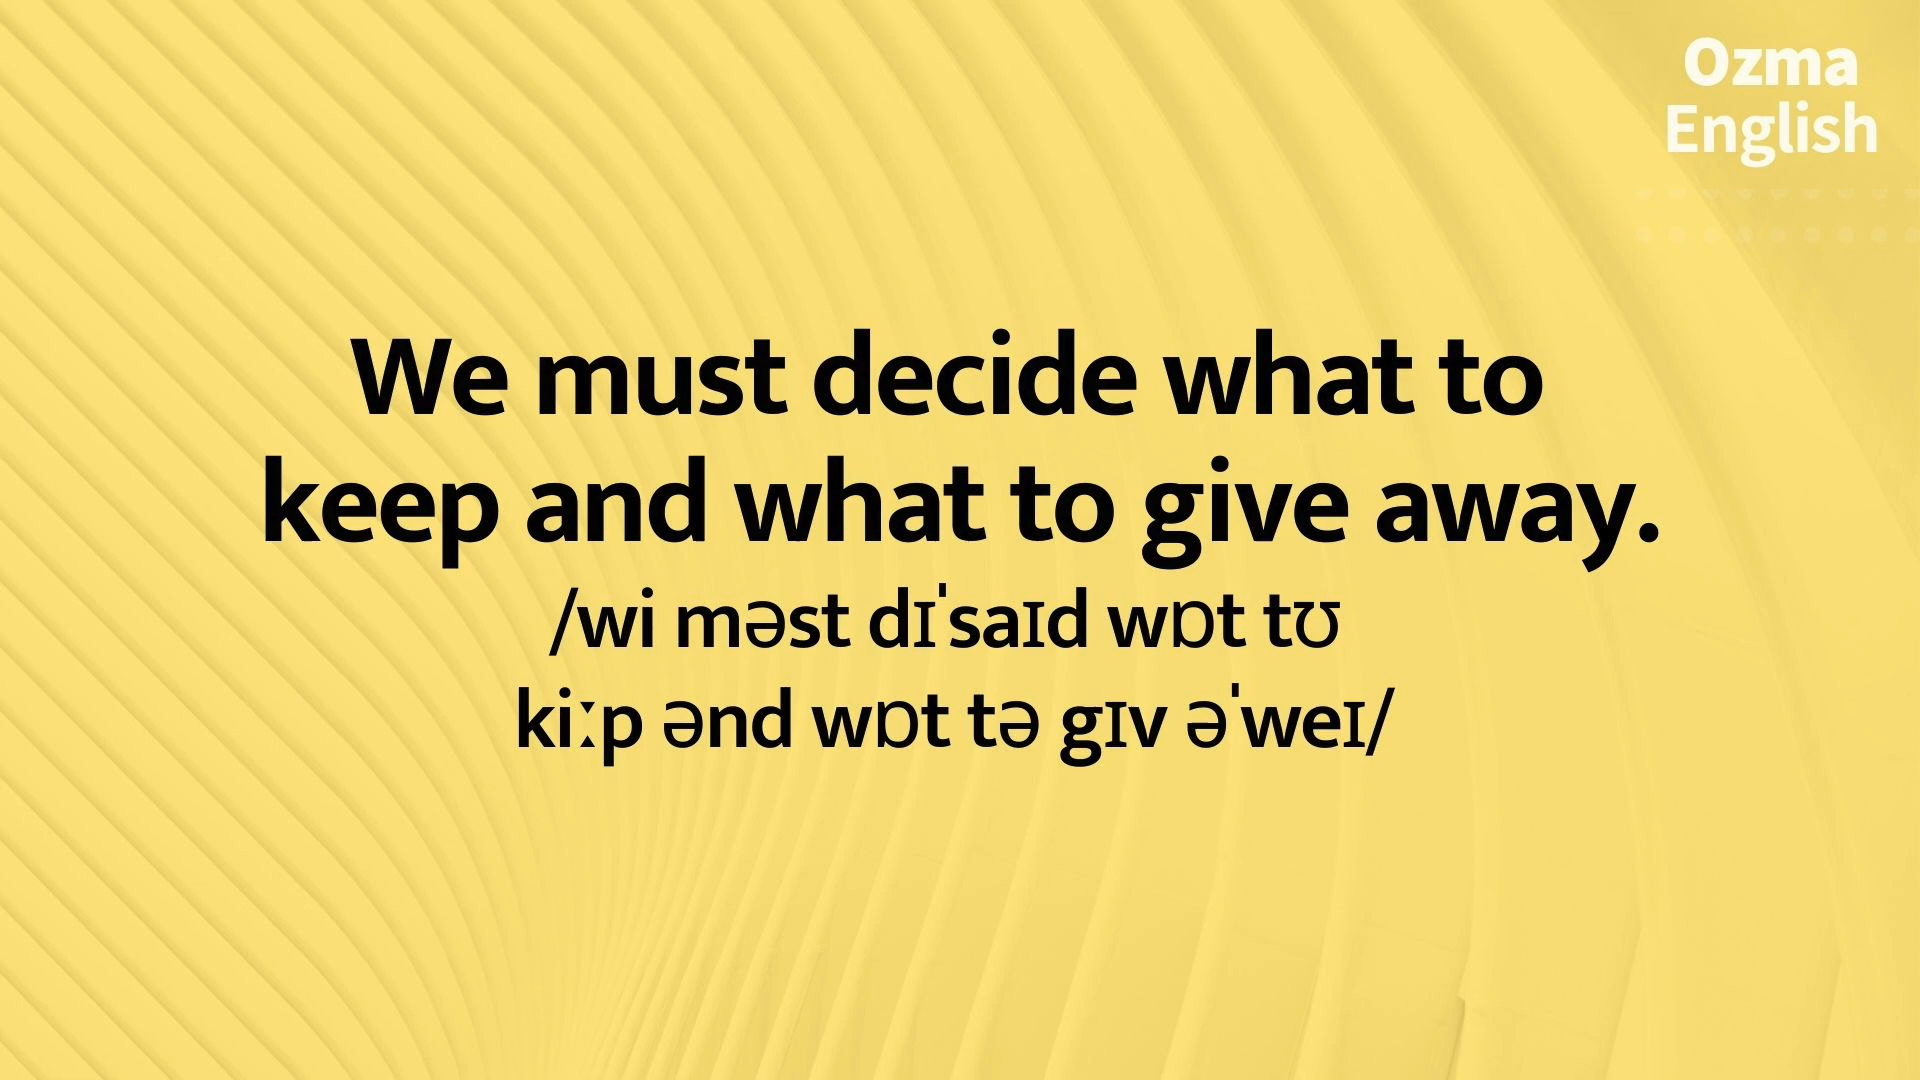 Ozma
English
We must decide what to
keep and what to give away.
/wi məst dɪˈsaɪd wɒt tʊ
kiːp ənd wɒt tə gɪv əˈweɪ/